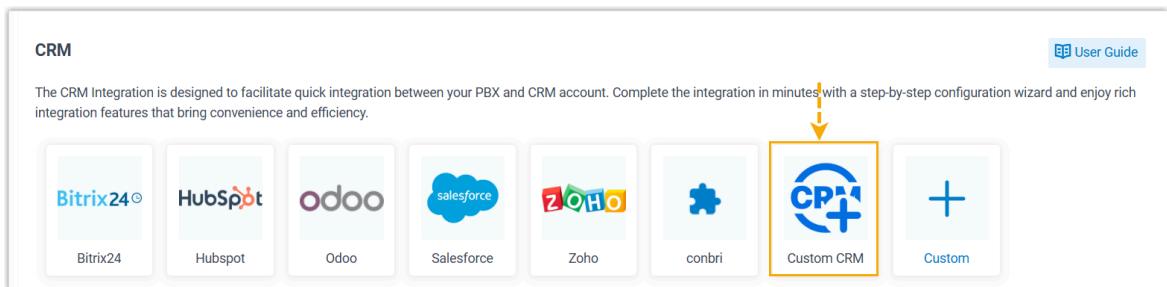 CRM
User Guide
The CRM Integration is designed to facilitate quick integration between your PBX and CRM account. Complete the integration in minutes with a step-by-step configuration wizard and enjoy rich
integration features that bring convenience and efficiency.
Bitrix24
HubSpot
odoo
salesforce
ZOHO
CRM
Bitrix24
Hubspot
Odoo
Salesforce
Zoho
conbri
Custom CRM
Custom